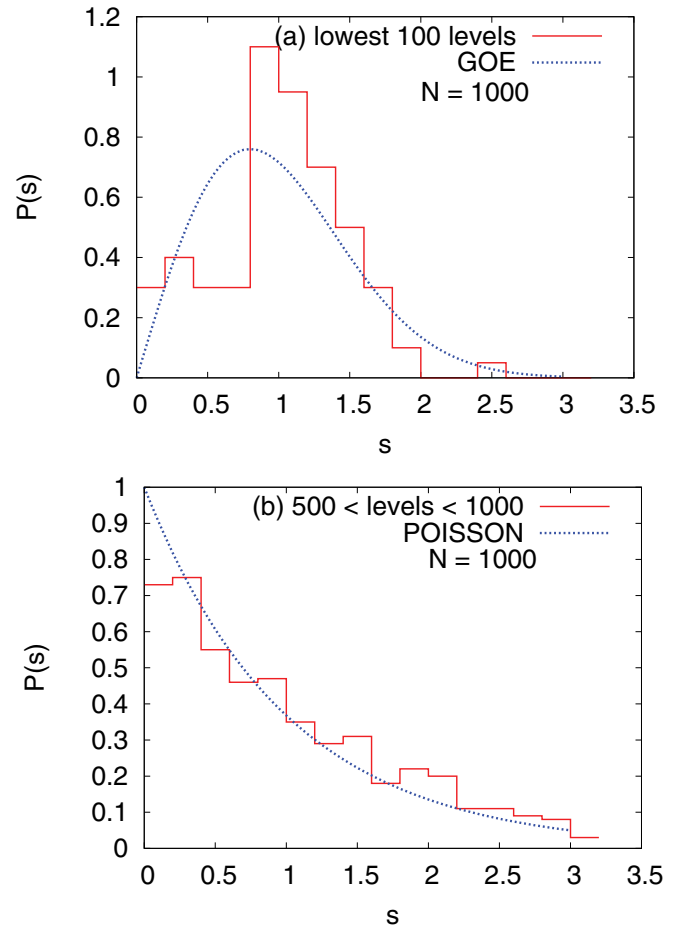 1.2
(a) lowest 100 levels
1
GOE
N = 1000
0.8
P(s)
0.6
0.4
0.2
0
0 0.5 1 1.5 2 2.5 3 3.5
s
1
(b) 500 < levels < 1000
0.9
POISSON
0.8
N = 1000
0.7
0.6
P(s)
0.5
0.4
0.3
0.2
0.1
0
0 0.5 1 1.5 2 2.5 3 3.5
s